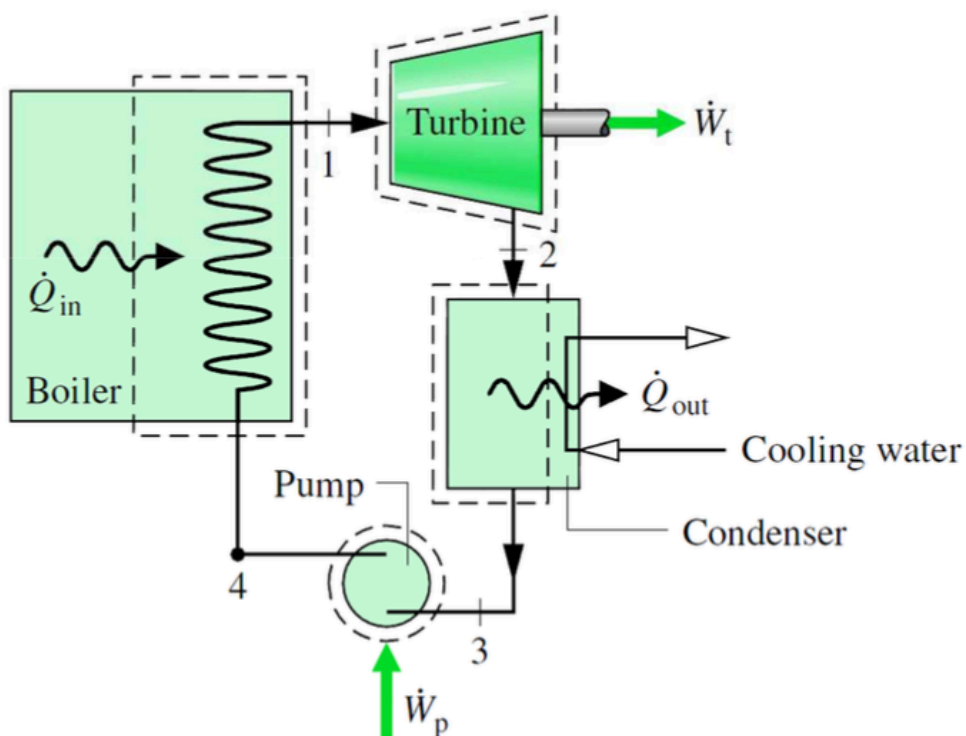 Turbine
Ẇt
1
2
Q̇in
Boiler
Q̇out
Cooling water
Pump
Condenser
4
3
Ẇp